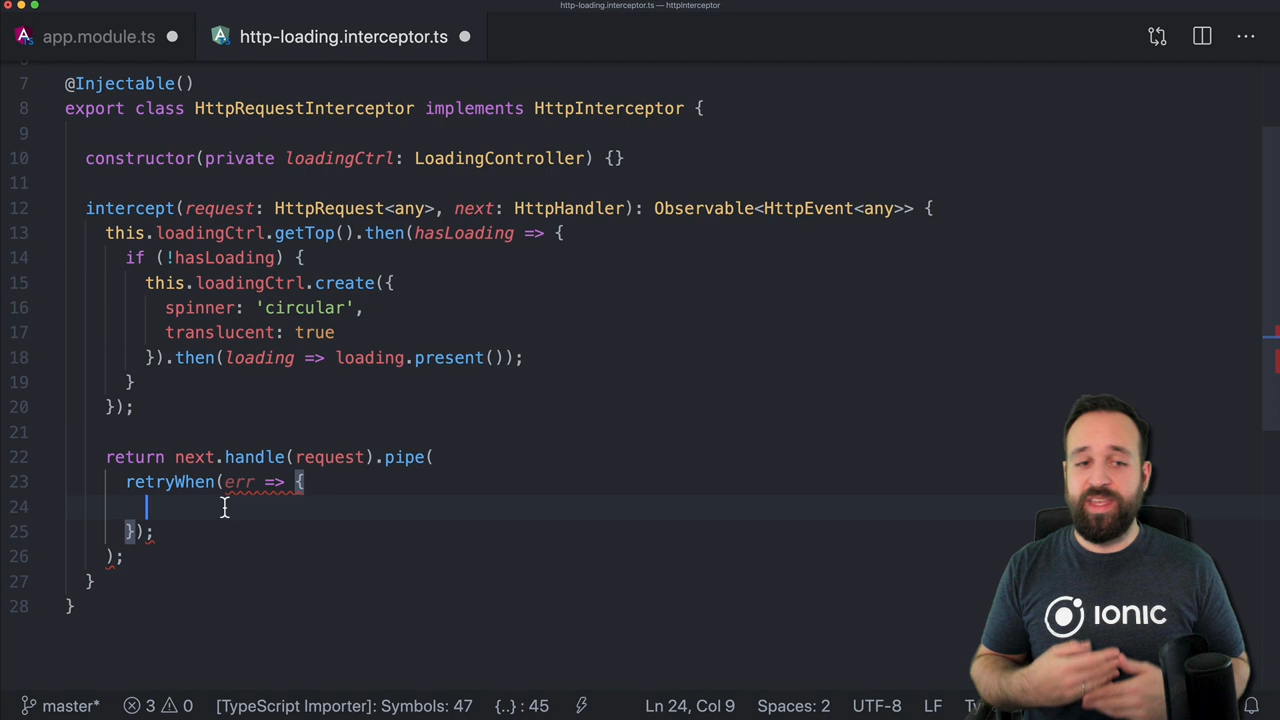 http-loading.interceptor.ts — httpInterceptor
app.module.ts
http-loading.interceptor.ts
7 @Injectable()
8 export class HttpRequestInterceptor implements HttpInterceptor {
9
10 constructor(private loadingCtrl: LoadingController) {}
11
12 intercept(request: HttpRequest<any>, next: HttpHandler): Observable<HttpEvent<any>> {
13 this.loadingCtrl.getTop().then(hasLoading => {
14 if (!hasLoading) {
15 this.loadingCtrl.create({
16 spinner: 'circular',
17 translucent: true
18 }).then(loading => loading.present());
19 }
20 });
21
22 return next.handle(request).pipe(
23 retryWhen(err => {
24
25 });
26 );
27 }
28 }
ionic
master* 3 0 [TypeScript Importer]: Symbols: 47 {..} : 45 Ln 24, Col 9 Spaces: 2 UTF-8 LF